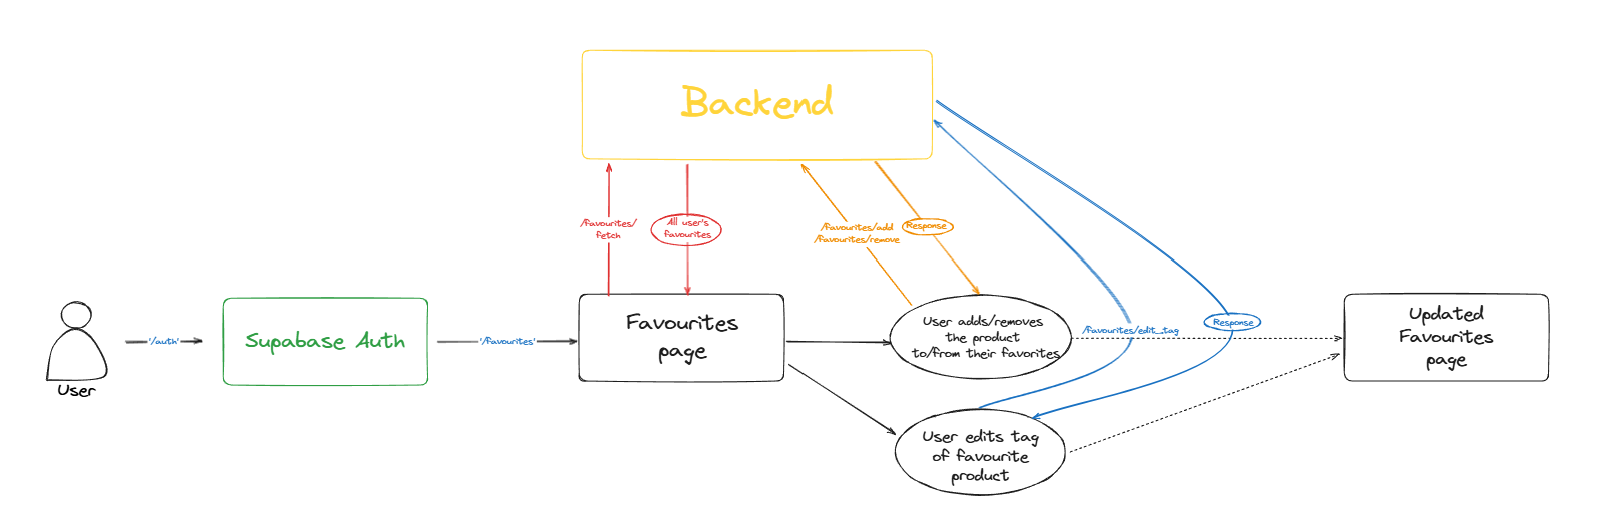 Backend
/favourites/
fetch
All user's
favourites
/favourites/add
/favourites/remove
Response
User
'/auth'
Supabase Auth
'/favourites'
Favourites
page
User adds/removes
the product
to/from their favorites
/favourites/edit_tag
Response
Updated
Favourites
page
User edits tag
of favourite
product